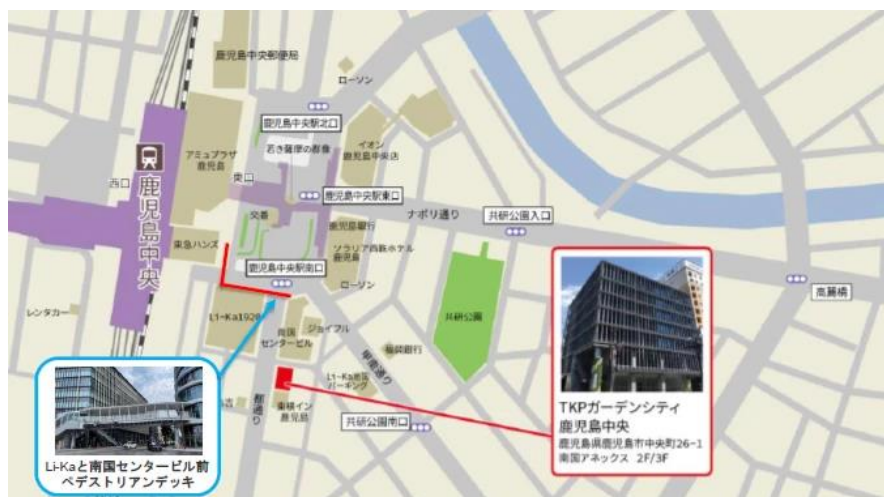 鹿児島中央郵便局
ローソン
鹿児島中央駅北口
若き薩摩の群像
イオン
鹿児島中央店
アミュプラザ
鹿児島
東口
西口
鹿児島中央
鹿児島中央駅東口
ナポリ通り
共研公園入口
交番
鹿児島銀行
東急ハンズ
ソラリア西鉄ホテル
鹿児島
鹿児島中央駅南口
ローソン
高麗橋
レンタカー
Li-Ka1920
南国
センタービル
ジョイフル
共研公園
甲南通り
Li-Ka南国
パーキング
都通り
東横イン
鹿児島
共研公園南口
Li-Kaと南国センタービル前
ペデストリアンデッキ
TKPガーデンシティ
鹿児島中央
鹿児島県鹿児島市中央町26-1
南国アネックス 2F/3F